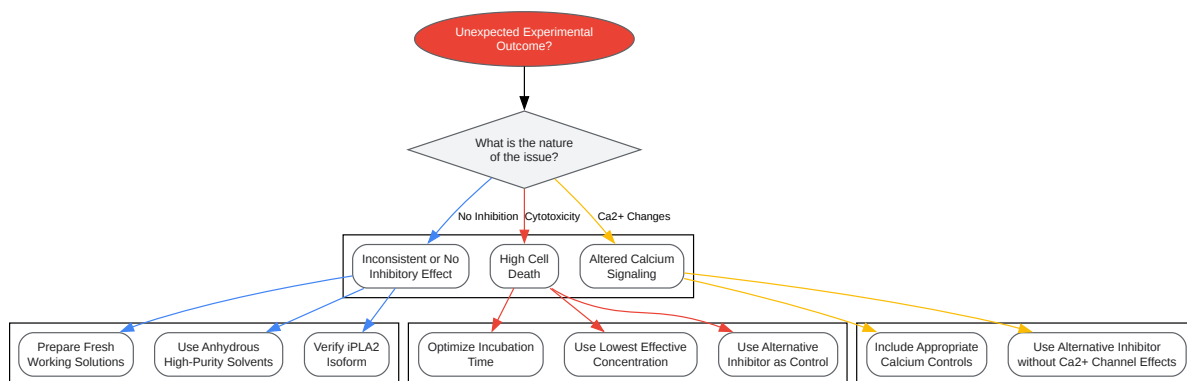 Unexpected Experimental
Outcome?
What is the nature
of the issue?
No Inhibition
Cytotoxicity
Ca2+ Changes
Inconsistent or No
Inhibitory Effect
High Cell
Death
Altered Calcium
Signaling
Prepare Fresh
Working Solutions
Use Anhydrous
High-Purity Solvents
Verify iPLA2
Isoform
Optimize Incubation
Time
Use Lowest Effective
Concentration
Use Alternative
Inhibitor as Control
Include Appropriate
Calcium Controls
Use Alternative Inhibitor
without Ca2+ Channel Effects